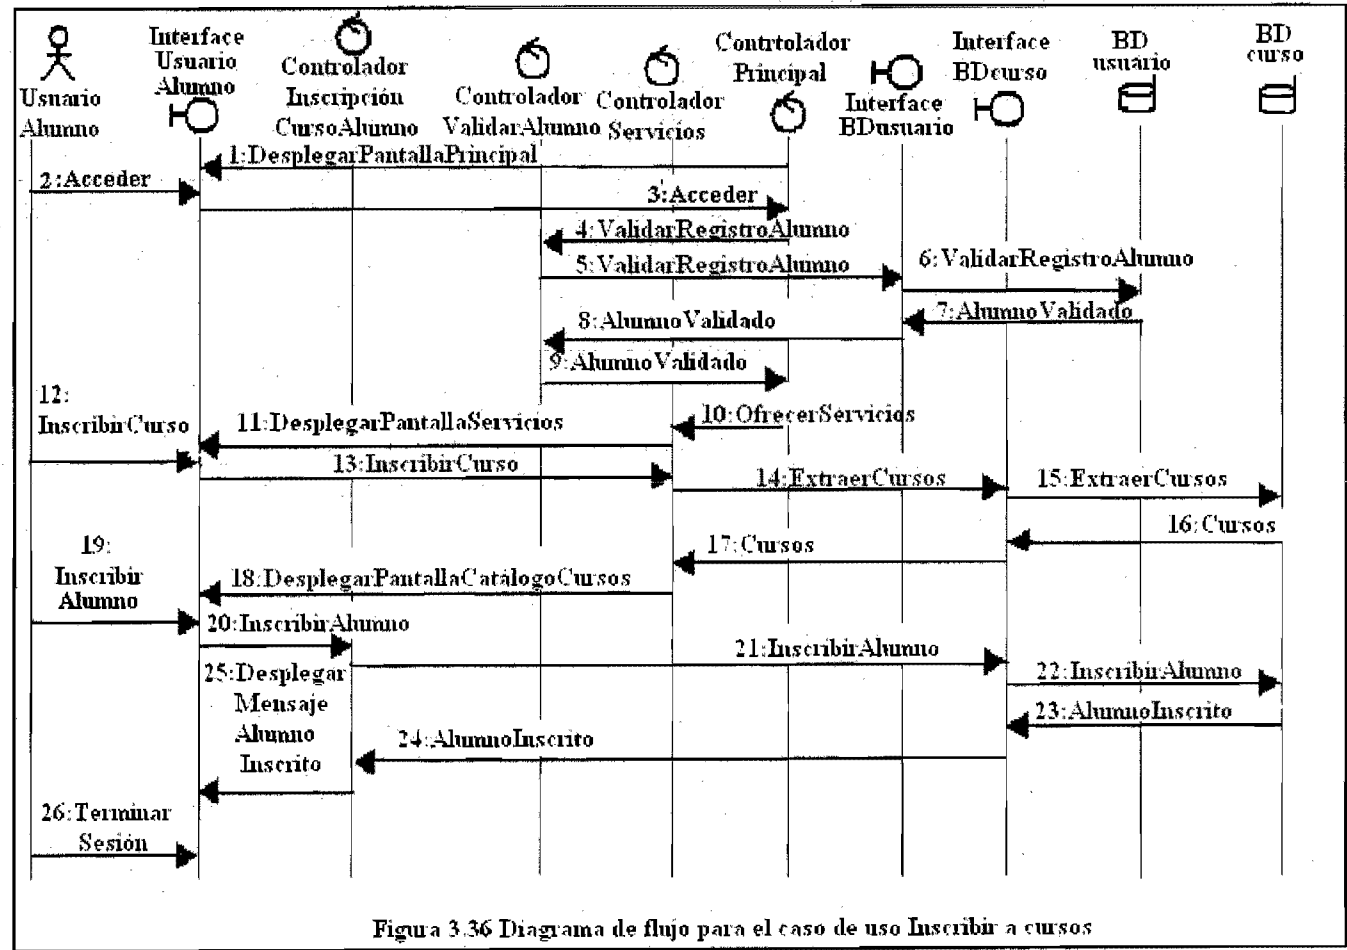 Usuario
Alumno
Interface
Usuario
Alumno
Controlador
Inscripción
CursoAlumno
Controlador
ValidarAlumno
Controlador
Servicios
Contrtolador
Principal
Interface
BDusuario
Interface
BDcurso
BD
usuario
BD
curso
1:DesplegarPantallaPrincipal
2:Acceder
3:Acceder
4:ValidarRegistroAlumno
5:ValidarRegistroAlumno
6:ValidarRegistroAlumno
7:AlumnoValidado
8:AlumnoValidado
9:AlumnoValidado
10:OfrecerServicios
11:DesplegarPantallaServicios
12:
InscribirCurso
13:InscribirCurso
14:ExtraerCursos
15:ExtraerCursos
16:Cursos
17:Cursos
18:DesplegarPantallaCatálogoCursos
19:
Inscribir
Alumno
20:InscribirAlumno
21:InscribirAlumno
22:InscribirAlumno
23:AlumnoInscrito
24:AlumnoInscrito
25:Desplegar
Mensaje
Alumno
Inscrito
26:Terminar
Sesión
Figura 3.36 Diagrama de flujo para el caso de uso Inscribir a cursos